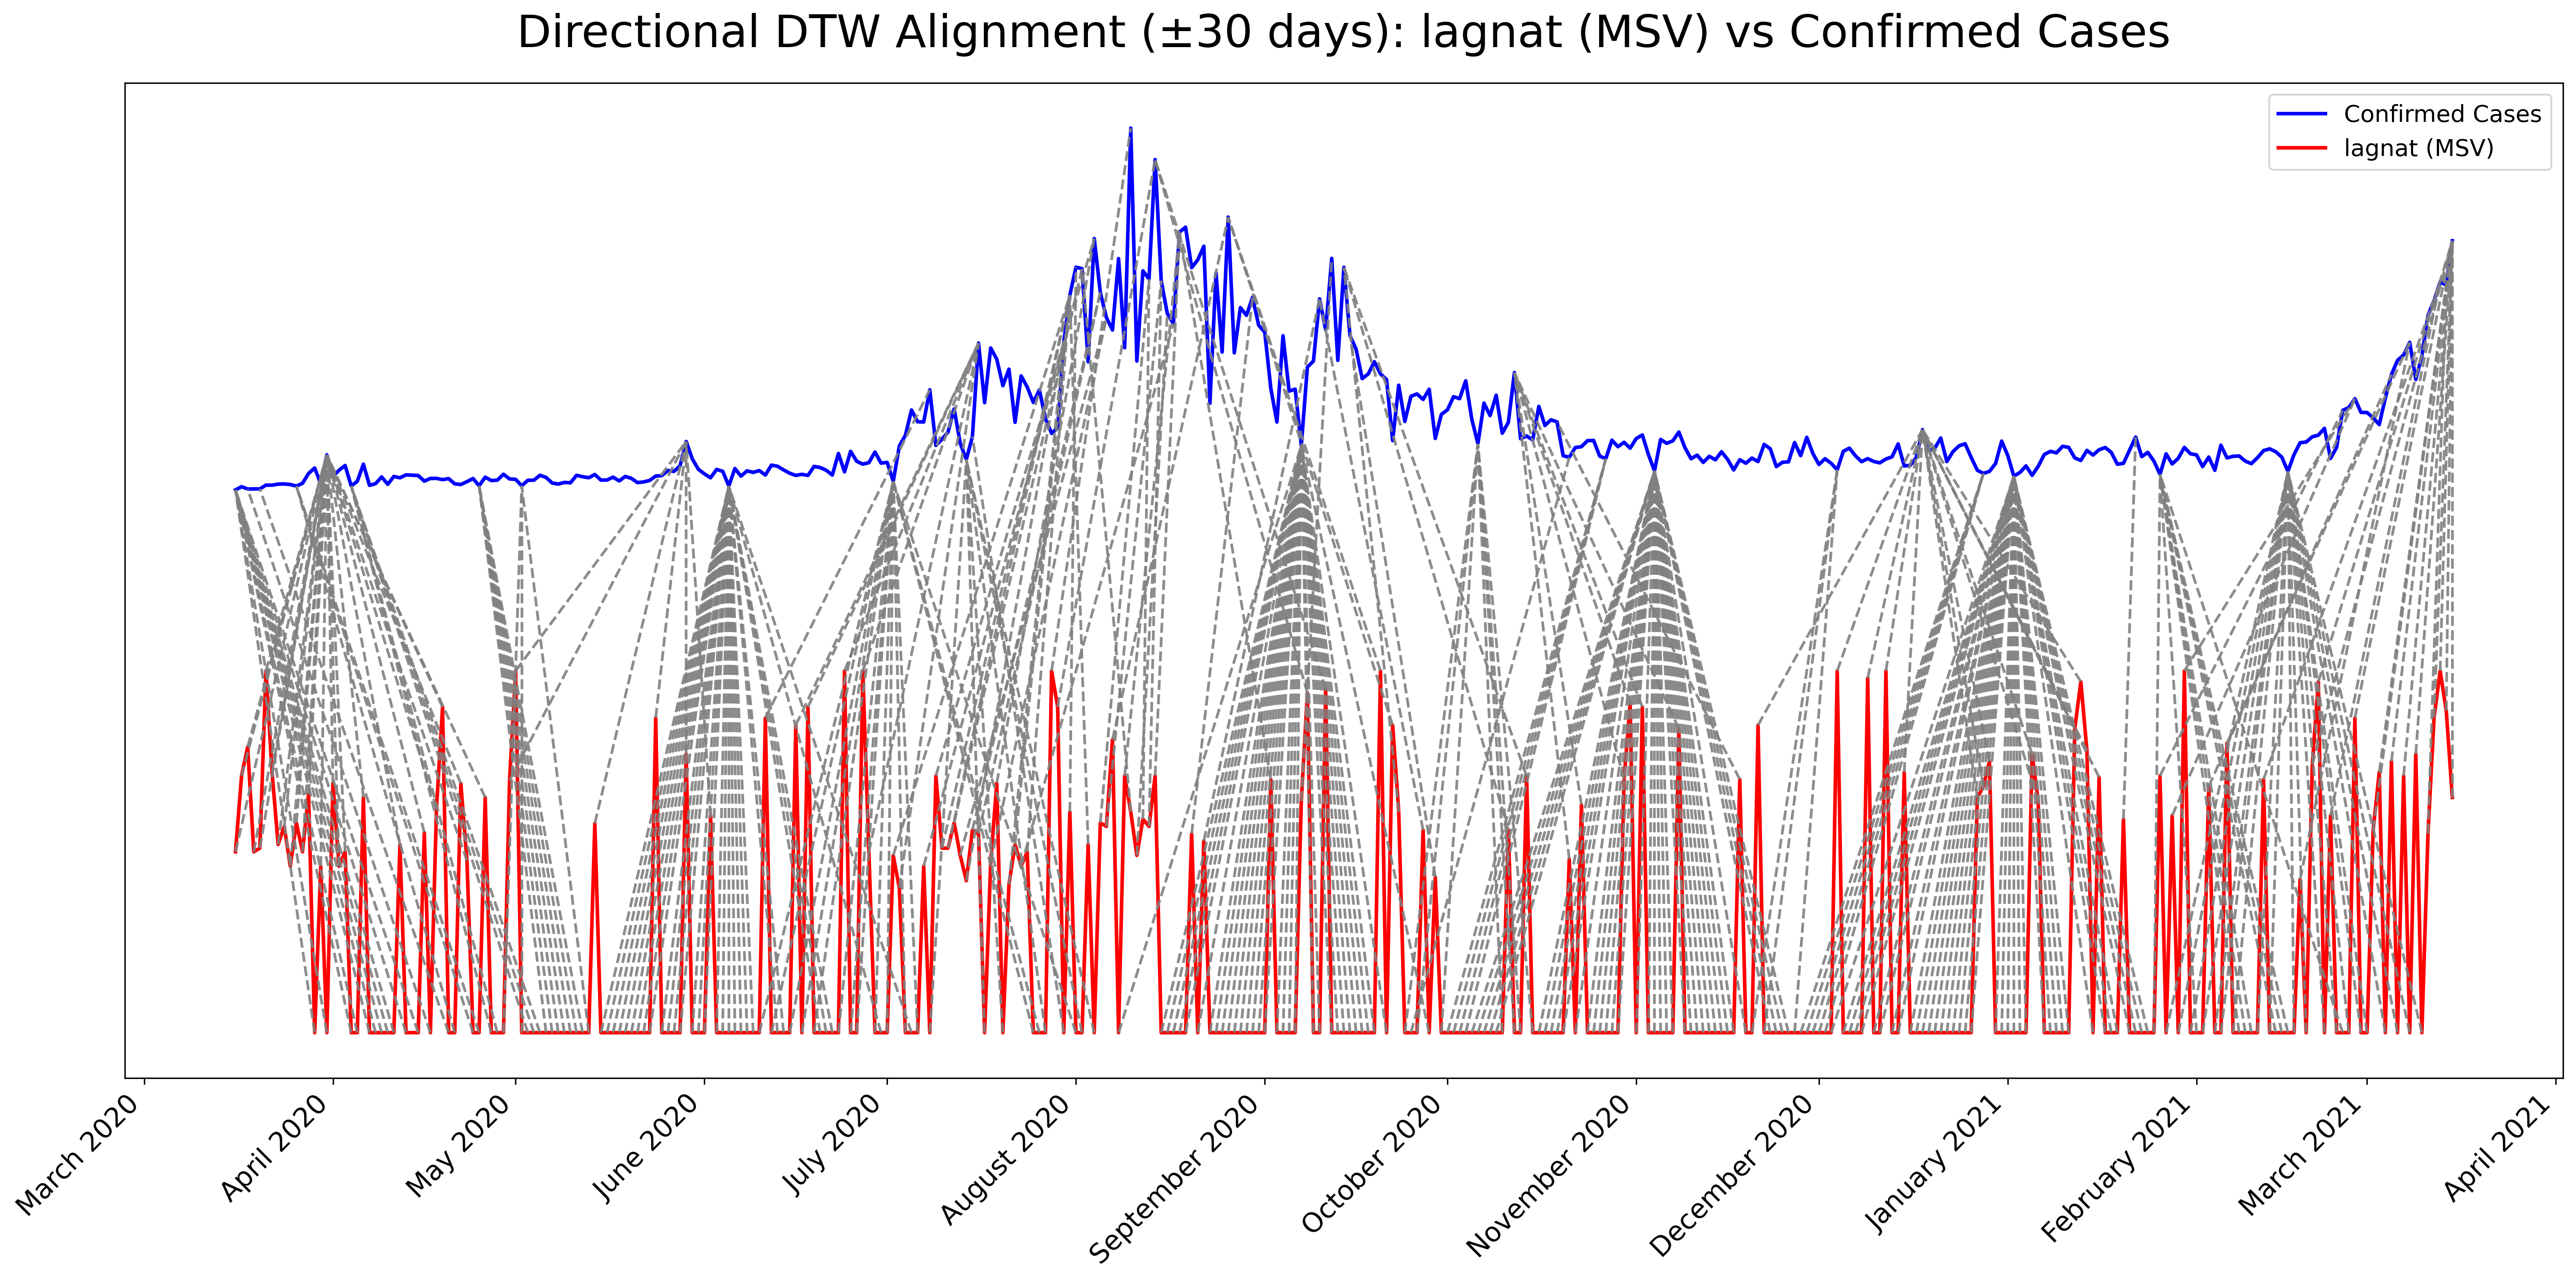 Directional DTW Alignment (±30 days): lagnat (MSV) vs Confirmed Cases
Confirmed Cases
lagnat (MSV)
March 2020
April 2020
May 2020
June 2020
July 2020
August 2020
September 2020
October 2020
November 2020
December 2020
January 2021
February 2021
March 2021
April 2021